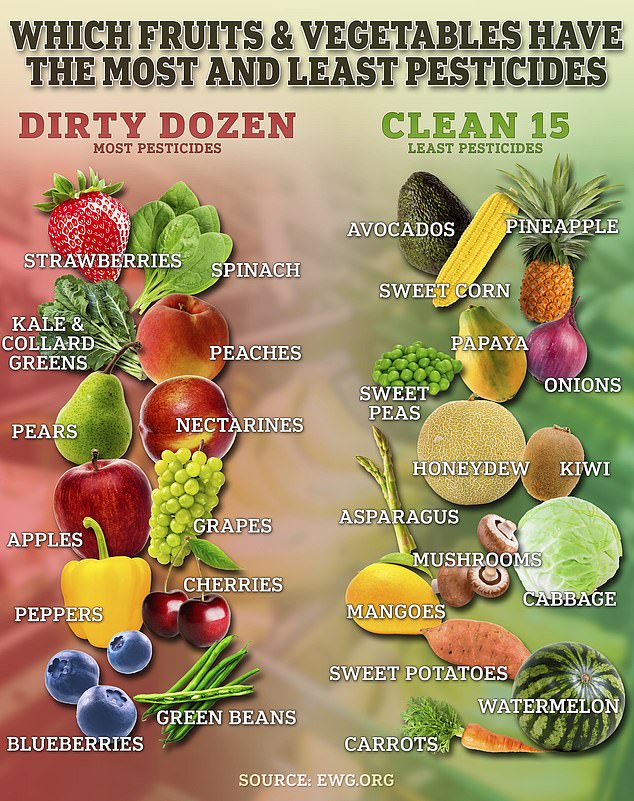 WHICH FRUITS & VEGETABLES HAVE
THE MOST AND LEAST PESTICIDES
DIRTY DOZEN
MOST PESTICIDES
STRAWBERRIES
SPINACH
KALE &
COLLARD
GREENS
PEACHES
PEARS
NECTARINES
APPLES
GRAPES
CHERRIES
PEPPERS
GREEN BEANS
BLUEBERRIES
CLEAN 15
LEAST PESTICIDES
AVOCADOS
PINEAPPLE
SWEET CORN
PAPAYA
ONIONS
SWEET
PEAS
HONEYDEW
KIWI
ASPARAGUS
MUSHROOMS
CABBAGE
MANGOES
SWEET POTATOES
WATERMELON
CARROTS
SOURCE: EWG.ORG